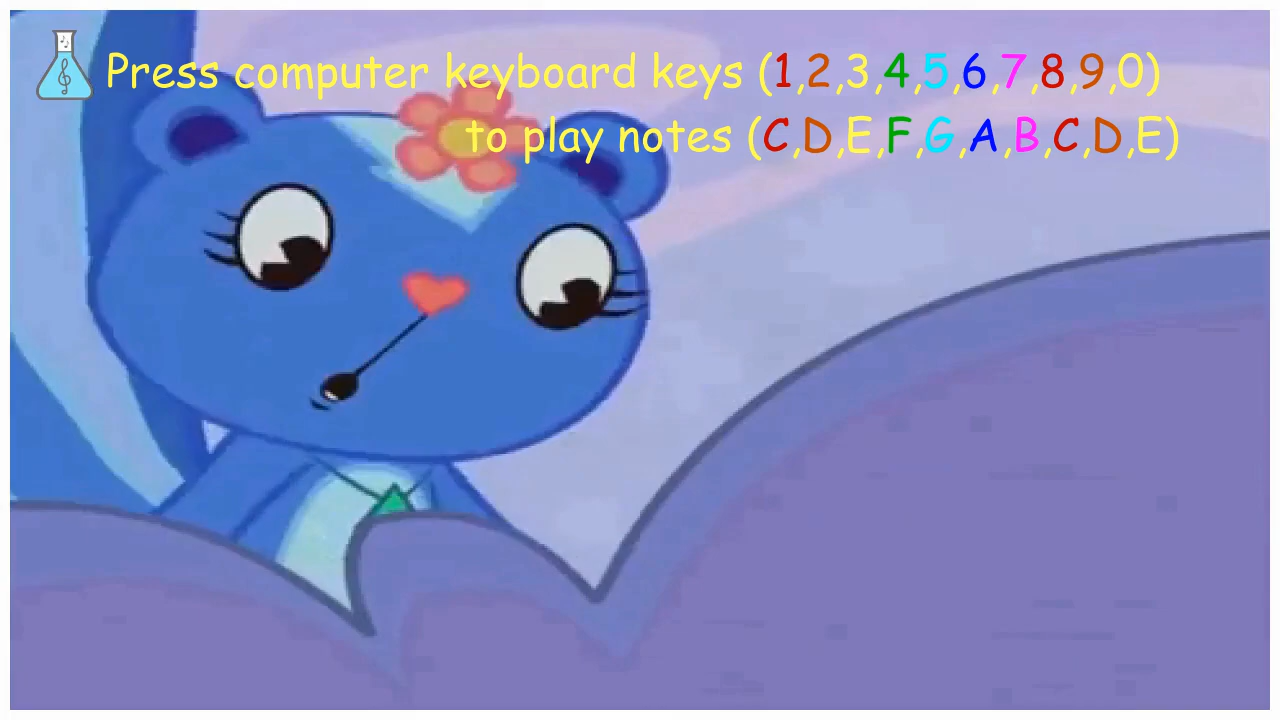 Press computer keyboard keys (1,2,3,4,5,6,7,8,9,0)
to play notes (C,D,E,F,G,A,B,C,D,E)